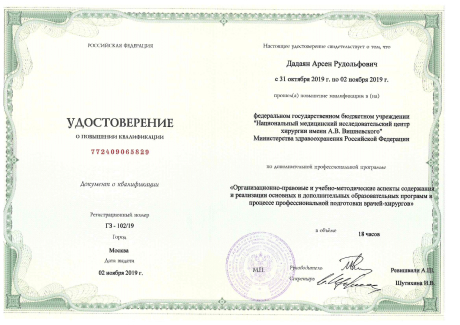 РОССИЙСКАЯ ФЕДЕРАЦИЯ
УДОСТОВЕРЕНИЕ
О ПОВЫШЕНИИ КВАЛИФИКАЦИИ
772409065829
Документ о квалификации
Регистрационный номер
ГЗ - 102/19
Город
Москва
Дата выдачи
02 ноября 2019 г.
Настоящее удостоверение свидетельствует о том, что
Дадаян Арсен Рудольфович
с 31 октября 2019 г. по 02 ноября 2019 г.
прошел(а) повышение квалификации в (на)
федеральном государственном бюджетном учреждении
"Национальный медицинский исследовательский центр
хирургии имени А.В. Вишневского"
Министерства здравоохранения Российской Федерации
по дополнительной профессиональной программе
«Организационно-правовые и учебно-методические аспекты содержания
и реализации основных и дополнительных образовательных программ в
процессе профессиональной подготовки врачей-хирургов»
в объёме 18 часов
М.П.
Руководитель Ревишвили А.Ш.
Секретарь Шутихина И.В.